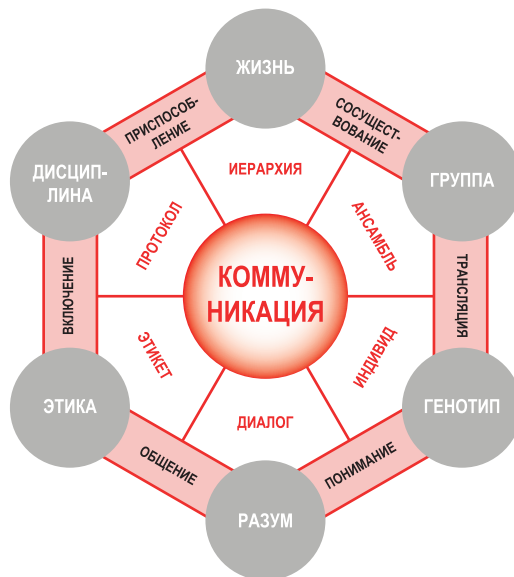 ЖИЗНЬ
ПРИСПОСОБ-
ЛЕНИЕ
СОСУЩЕСТ-
ВОВАНИЕ
ДИСЦИП-
ЛИНА
ИЕРАРХИЯ
ГРУППА
ПРОТОКОЛ
АНСАМБЛЬ
ВКЛЮЧЕНИЕ
КОММУ-
НИКАЦИЯ
ТРАНСЛЯЦИЯ
ЭТИКЕТ
ИНДИВИД
ЭТИКА
ДИАЛОГ
ГЕНОТИП
ОБЩЕНИЕ
ПОНИМАНИЕ
РАЗУМ